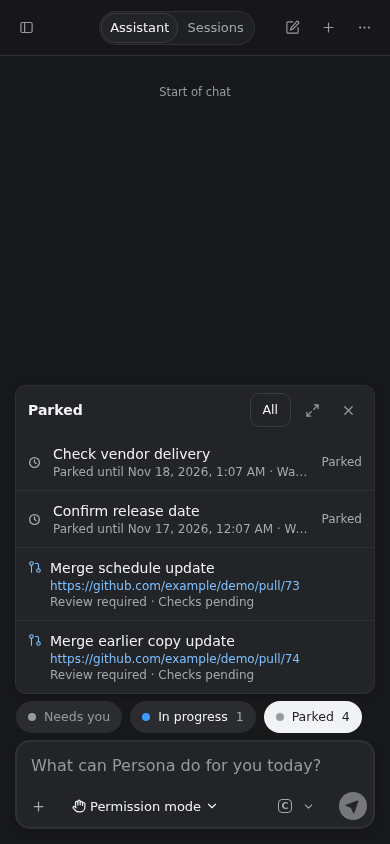 Assistant
Sessions
Start of chat
Parked
All
Check vendor delivery
Parked until Nov 18, 2026, 1:07 AM · Wa…
Parked
Confirm release date
Parked until Nov 17, 2026, 12:07 AM · W…
Parked
Merge schedule update
https://github.com/example/demo/pull/73
Review required · Checks pending
Merge earlier copy update
https://github.com/example/demo/pull/74
Review required · Checks pending
Needs you
In progress 1
Parked 4
What can Persona do for you today?
Permission mode
C